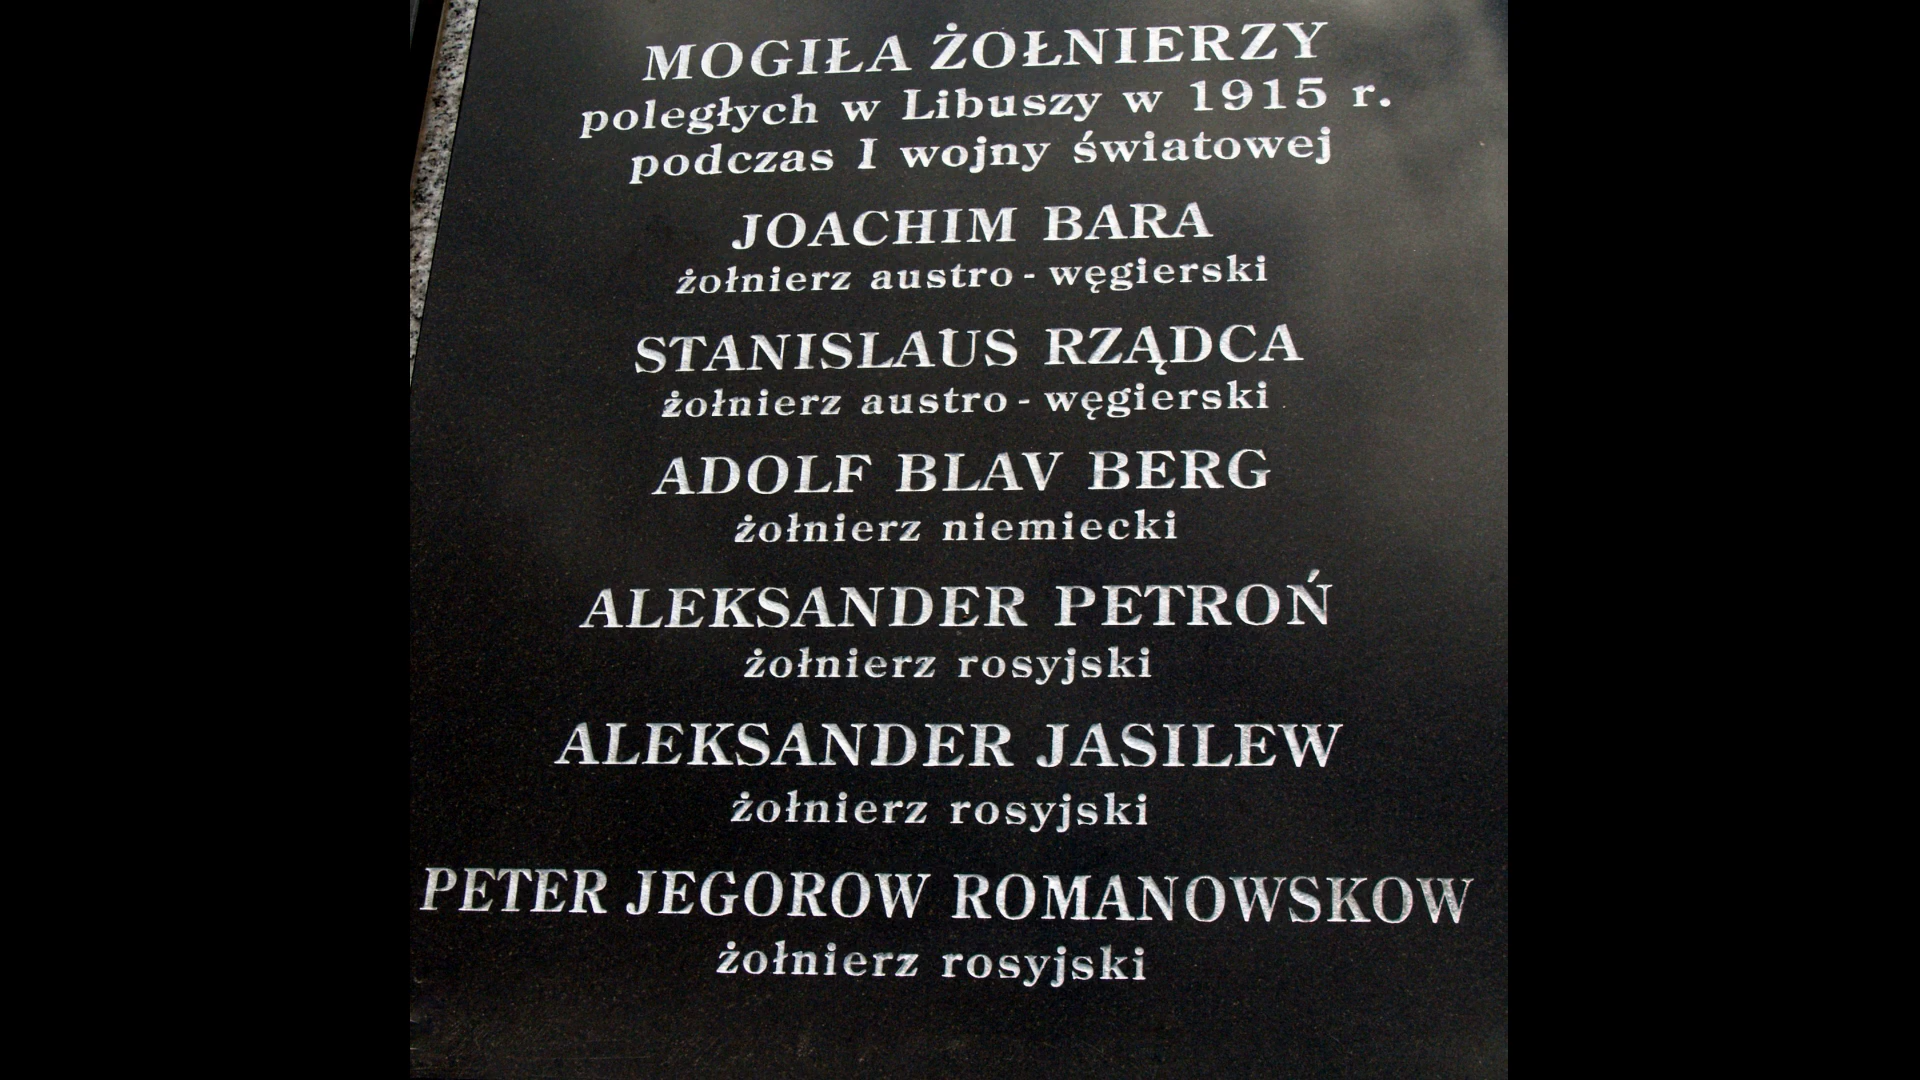 MOGIŁA ŻOŁNIERZY
poległych w Libuszy w 1915 r.
podczas I wojny światowej
JOACHIM BARA
żołnierz austro - węgierski
STANISLAUS RZĄDCA
żołnierz austro - węgierski
ADOLF BLAV BERG
żołnierz niemiecki
ALEKSANDER PETROŃ
żołnierz rosyjski
ALEKSANDER JASILEW
żołnierz rosyjski
PETER JEGOROW ROMANOWSKOW
żołnierz rosyjski